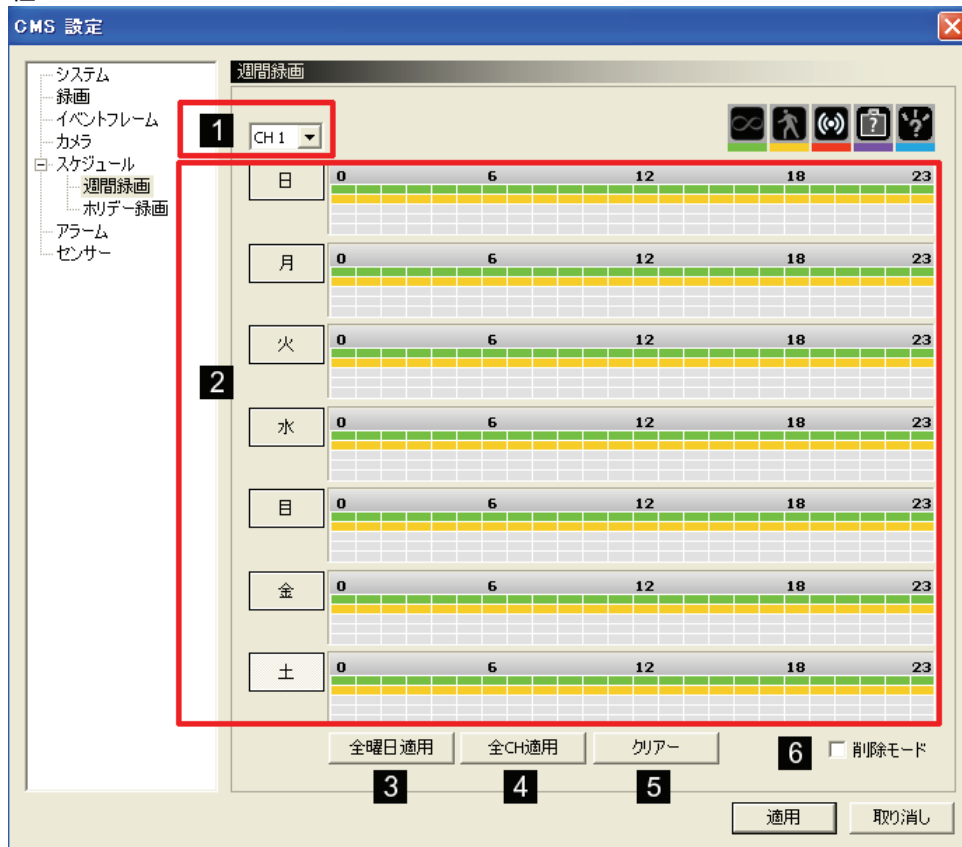 CMS 設定
システム
録画
イベントフレーム
カメラ
スケジュール
週間録画
ホリデー録画
アラーム
センサー
週間録画
1
CH 1
2
日
0 6 12 18 23
月
0 6 12 18 23
火
0 6 12 18 23
水
0 6 12 18 23
目
0 6 12 18 23
金
0 6 12 18 23
土
0 6 12 18 23
全曜日適用
全CH適用
クリアー
6
削除モード
3
4
5
適用
取り消し